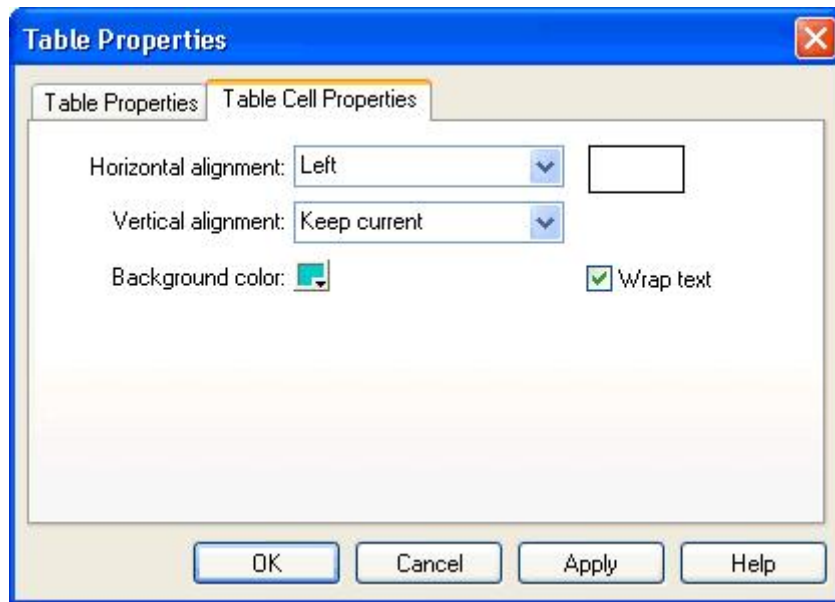 Table Properties
Table Properties Table Cell Properties
Horizontal alignment: Left
Vertical alignment: Keep current
Background color: Wrap text
OK Cancel Apply Help